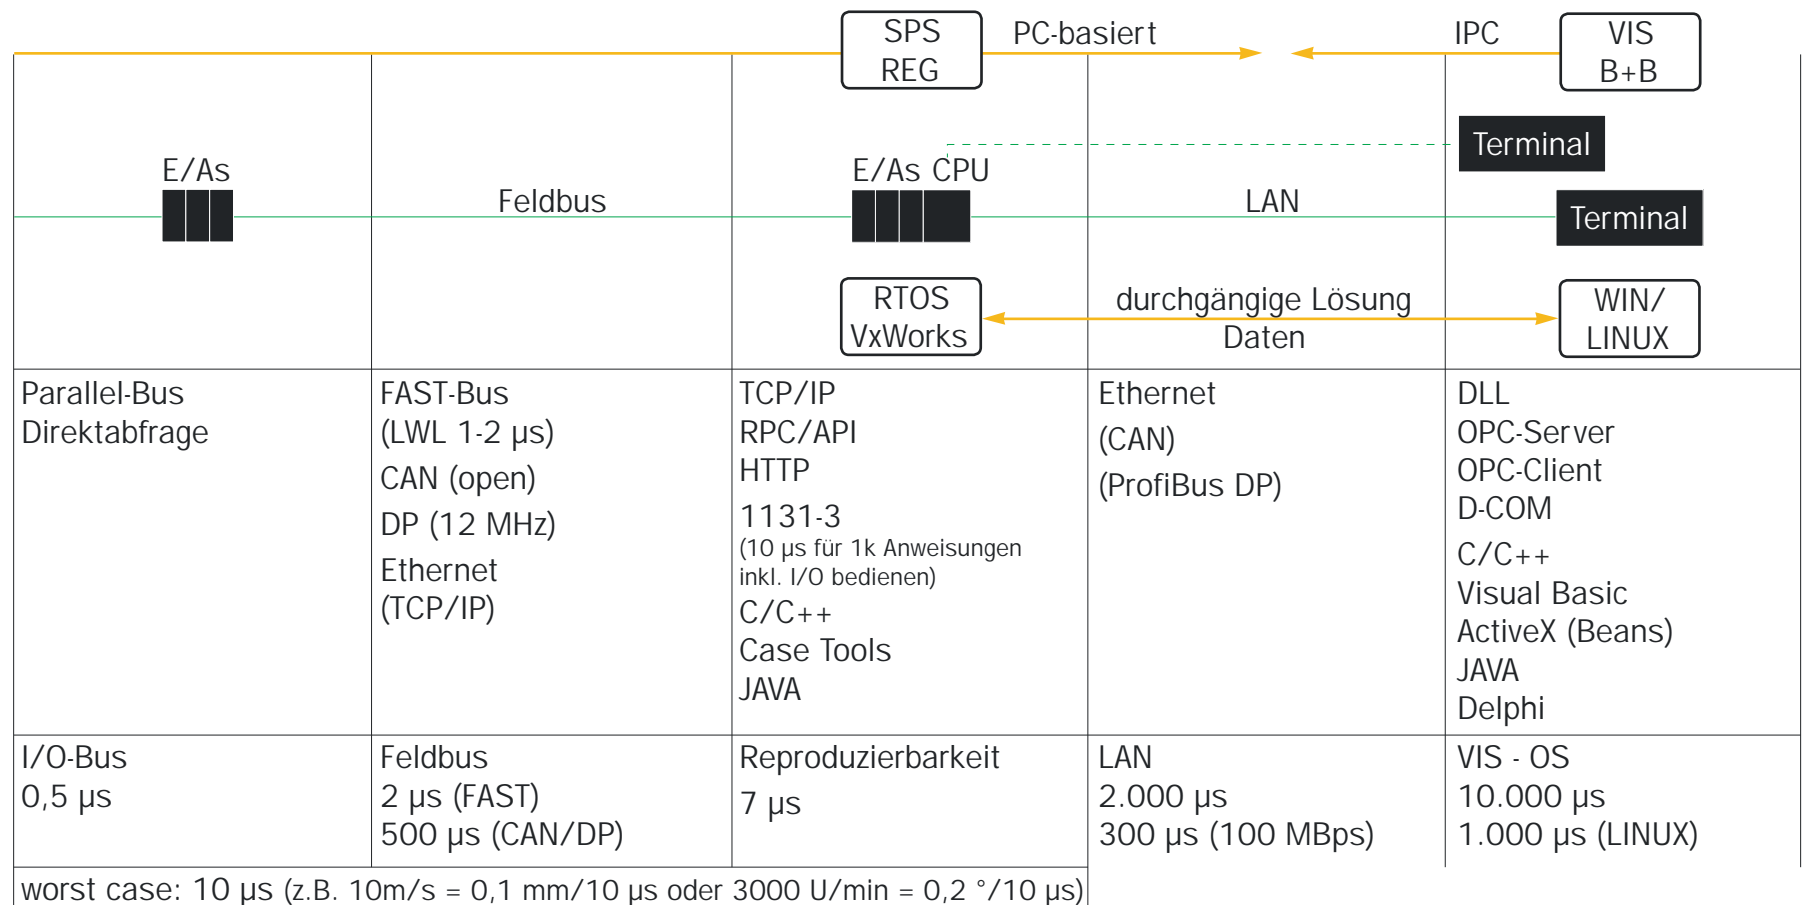 SPS
REG
PC-basiert
IPC
VIS
B+B
Terminal
E/As
Feldbus
E/As CPU
LAN
Terminal
RTOS
VxWorks
durchgängige Lösung
Daten
WIN/
LINUX
Parallel-Bus
Direktabfrage
FAST-Bus
(LWL 1-2 µs)
CAN (open)
DP (12 MHz)
Ethernet
(TCP/IP)
TCP/IP
RPC/API
HTTP
1131-3
(10 µs für 1k Anweisungen
inkl. I/O bedienen)
C/C++
Case Tools
JAVA
Ethernet
(CAN)
(ProfiBus DP)
DLL
OPC-Server
OPC-Client
D-COM
C/C++
Visual Basic
ActiveX (Beans)
JAVA
Delphi
I/O-Bus
0,5 µs
Feldbus
2 µs (FAST)
500 µs (CAN/DP)
Reproduzierbarkeit
7 µs
LAN
2.000 µs
300 µs (100 MBps)
VIS - OS
10.000 µs
1.000 µs (LINUX)
worst case: 10 µs (z.B. 10m/s = 0,1 mm/10 µs oder 3000 U/min = 0,2 °/10 µs)